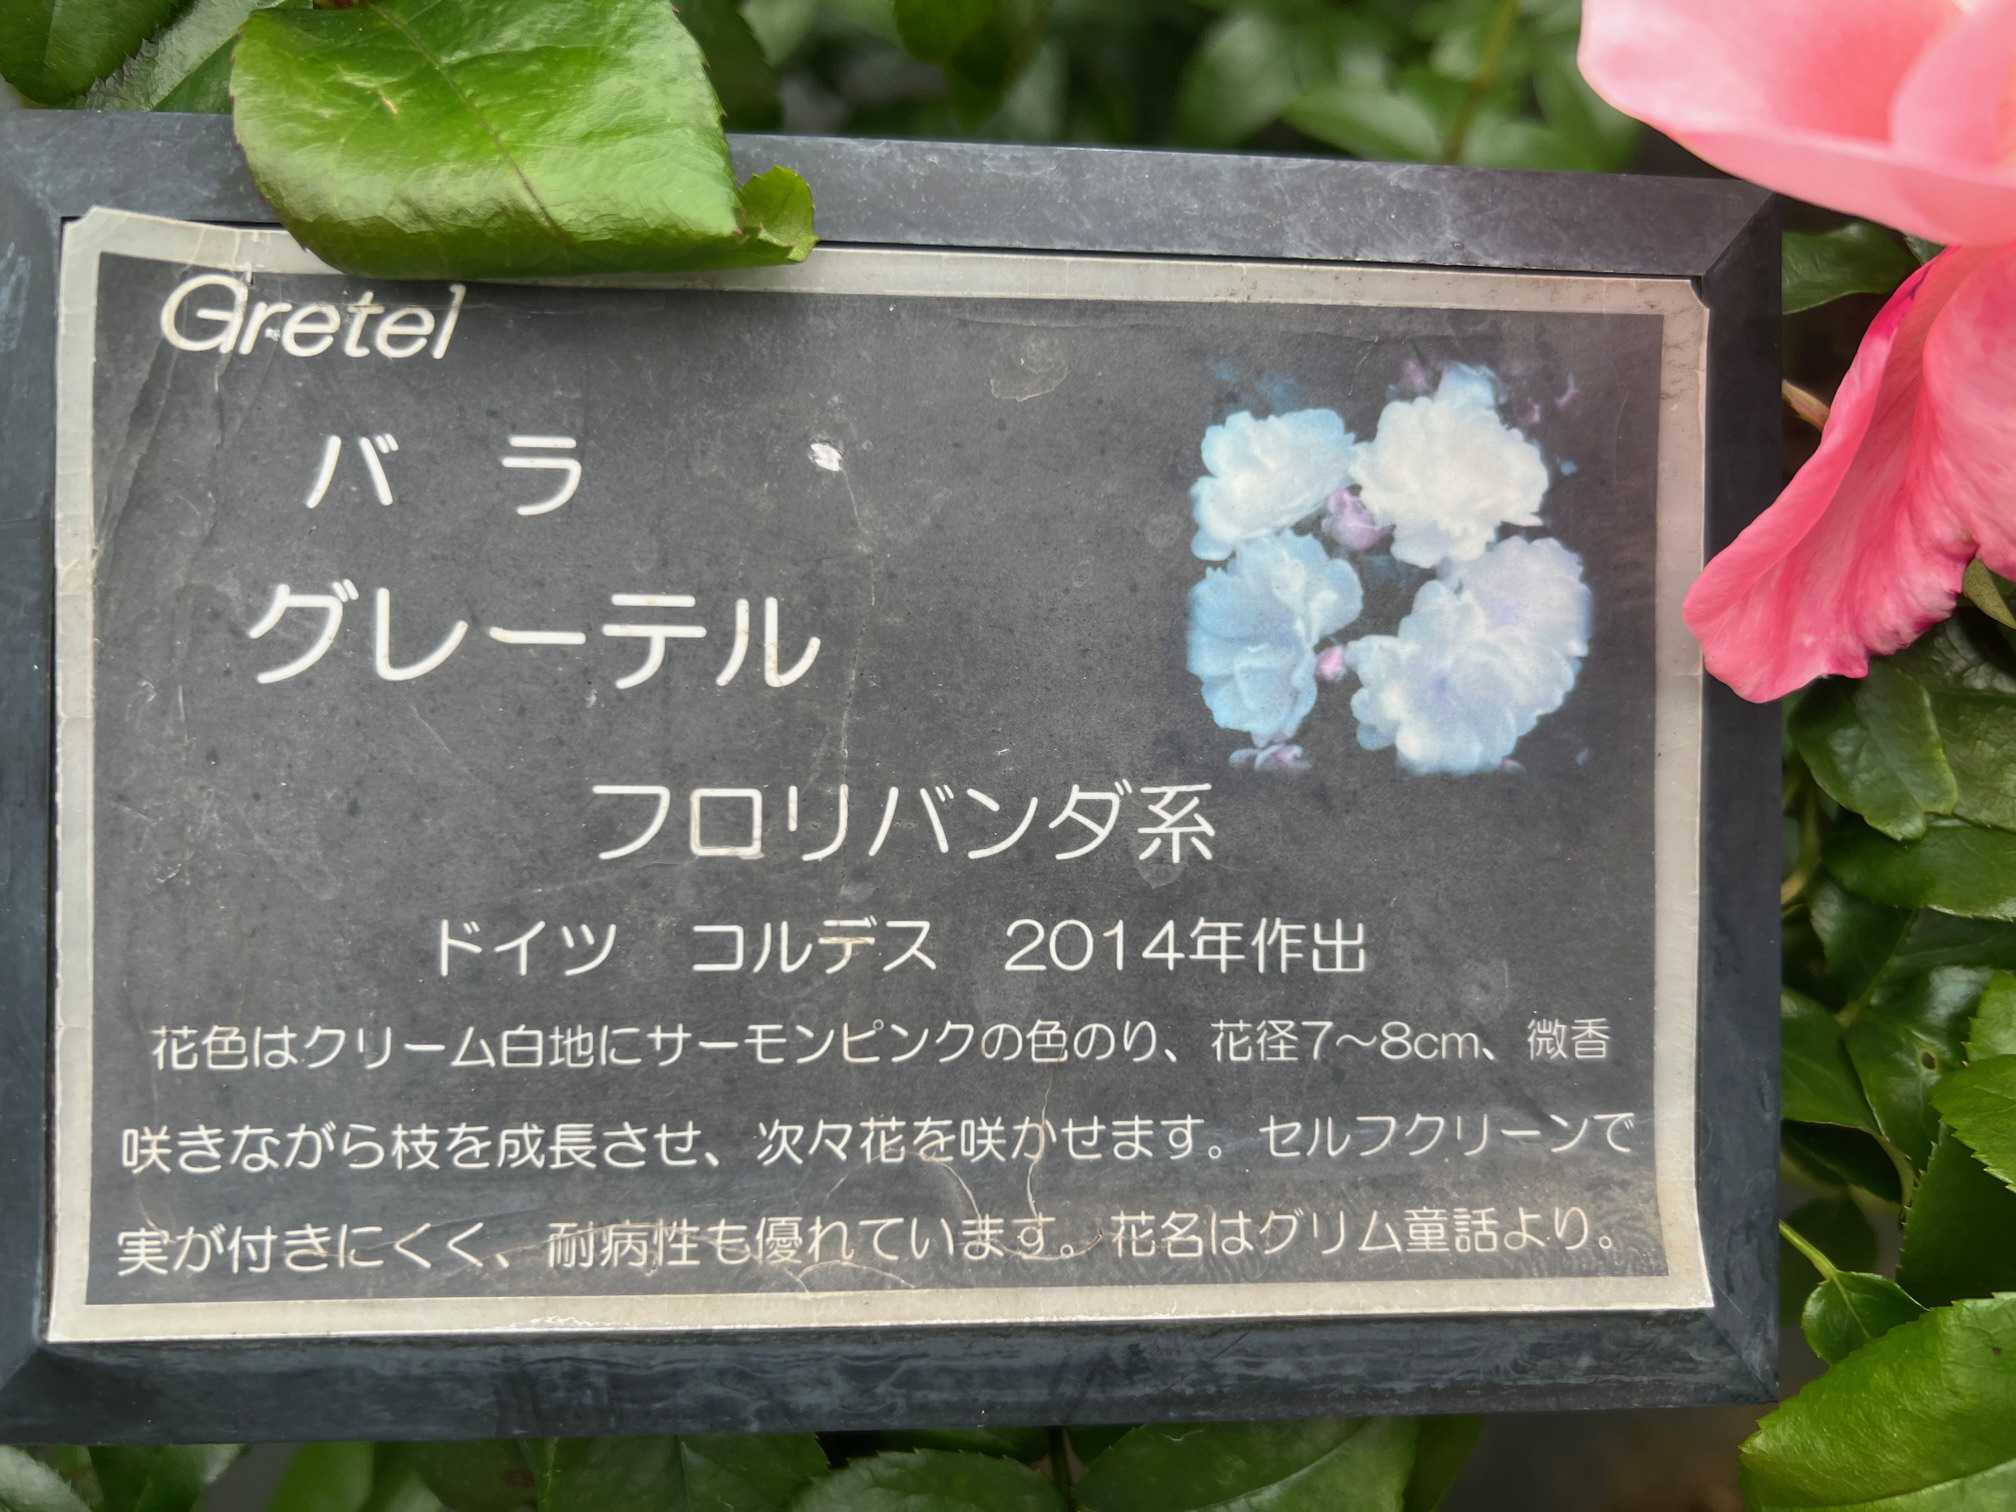 Gretel
バ　ラ
グレーテル
フロリバンダ系
ドイツ　コルデス　2014年作出
花色はクリーム白地にサーモンピンクの色のり、花径7〜8cm、微香
咲きながら枝を成長させ、次々花を咲かせます。セルフクリーンで
実が付きにくく、耐病性も優れています。花名はグリム童話より。